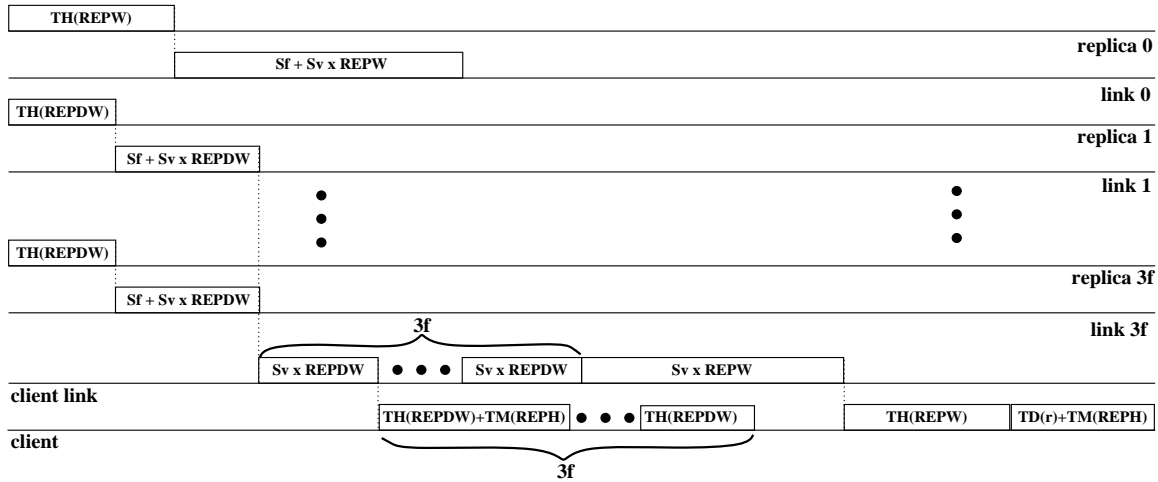 TH(REPW)
replica 0
Sf + Sv x REPW
link 0
TH(REPDW)
replica 1
Sf + Sv x REPDW
link 1
TH(REPDW)
replica 3f
Sf + Sv x REPDW
link 3f
3f
Sv x REPDW Sv x REPDW Sv x REPW
client link
TH(REPDW)+TM(REPH) TH(REPDW) TH(REPW) TD(r)+TM(REPH)
client
3f